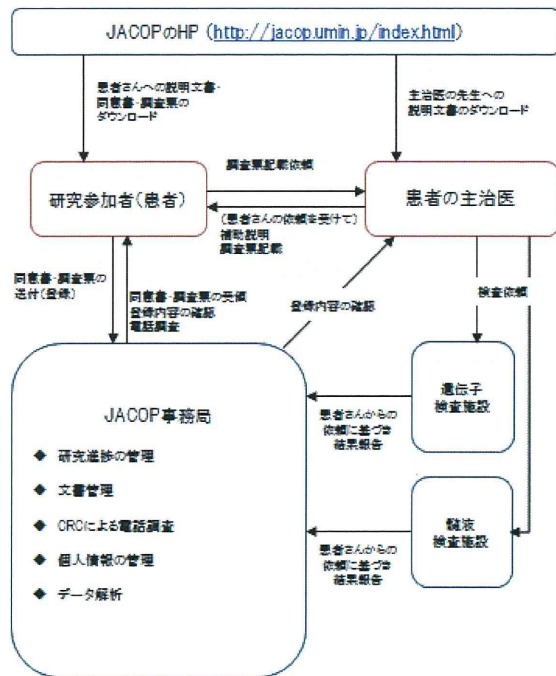 JACOPのHP (http://jacop.umin.jp/index.html)
患者さんへの説明文書・
同意書・調査票の
ダウンロード
主治医の先生への
説明文書のダウンロード
調査票記載依頼
研究参加者(患者)
患者の主治医
(患者さんの依頼を受けて)
補助説明
調査票記載
同意書・調査票の
送付(登録)
同意書・調査票の受領
登録内容の確認
電話調査
登録内容の確認
検査依頼
JACOP事務局
◆ 研究進捗の管理
◆ 文書管理
◆ CRCによる電話調査
◆ 個人情報の管理
◆ データ解析
遺伝子
検査施設
患者さんからの
依頼に基づき
結果報告
髄液
検査施設
患者さんからの
依頼に基づき
結果報告